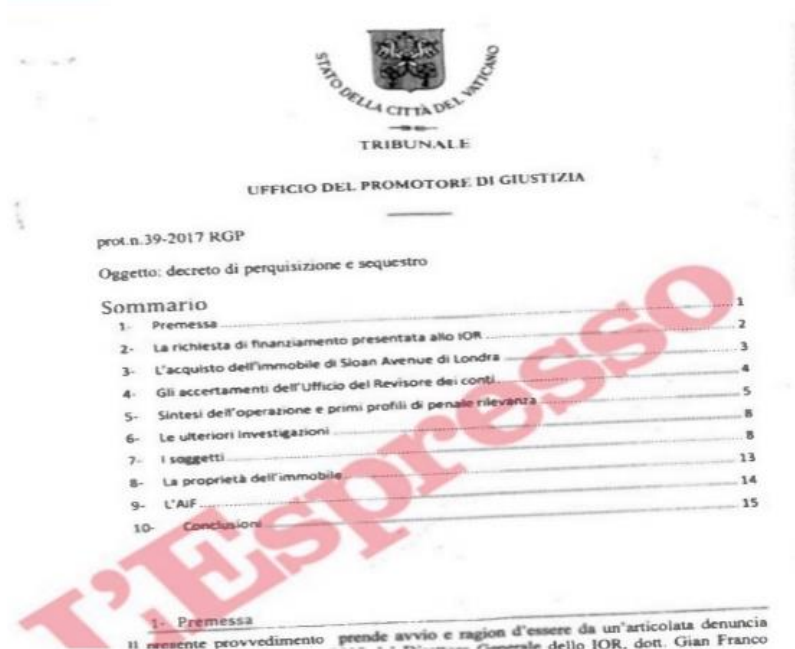 STATO DELLA CITTÀ DEL VATICANO
TRIBUNALE
UFFICIO DEL PROMOTORE DI GIUSTIZIA
prot.n.39-2017 RGP
Oggetto: decreto di perquisizione e sequestro
Sommario
1- Premessa 1
2- La richiesta di finanziamento presentata allo IOR 2
3- L'acquisto dell'immobile di Sloan Avenue di Londra 3
4- Gli accertamenti dell'Ufficio del Revisore dei conti 4
5- Sintesi dell'operazione e primi profili di penale rilevanza 5
6- Le ulteriori investigazioni 8
7- I soggetti 8
8- La proprietà dell'immobile 13
9- L'AIF 14
10- Conclusioni 15
L'Espresso
1- Premessa
Il presente provvedimento prende avvio e ragion d'essere da un'articolata denuncia
Direttore Generale dello IOR, dott. Gian Franco